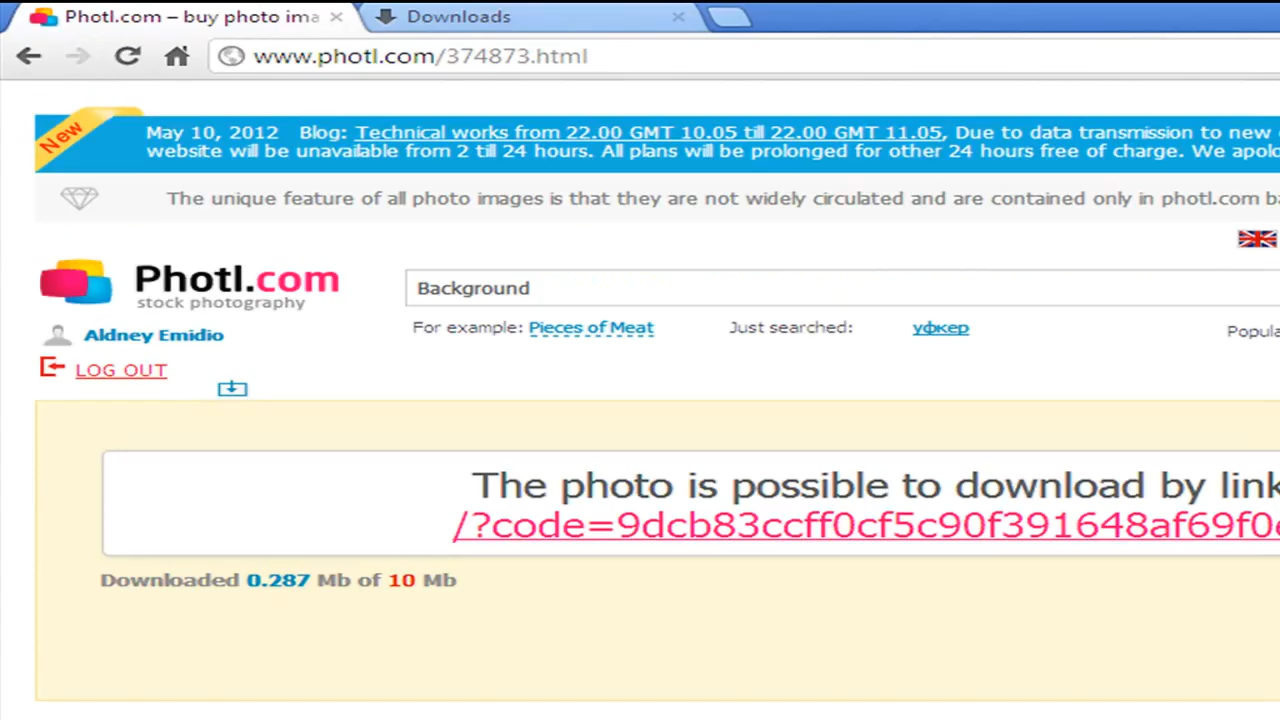 Photl.com – buy photo ima
Downloads
www.photl.com/374873.html
New
May 10, 2012 Blog: Technical works from 22.00 GMT 10.05 till 22.00 GMT 11.05, Due to data transmission to new
website will be unavailable from 2 till 24 hours. All plans will be prolonged for other 24 hours free of charge. We apolo
The unique feature of all photo images is that they are not widely circulated and are contained only in photl.com ba
Photl.com
stock photography
Background
For example: Pieces of Meat Just searched: уфкер Popula
Aldney Emidio
LOG OUT
The photo is possible to download by link
/?code=9dcb83ccff0cf5c90f391648af69f0
Downloaded 0.287 Mb of 10 Mb